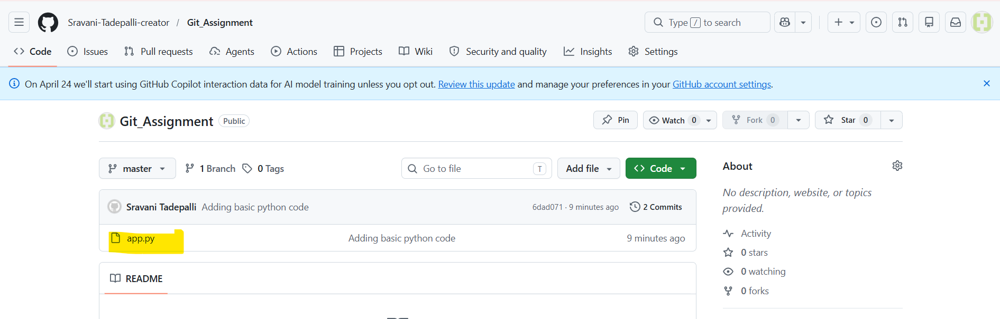 Sravani-Tadepalli-creator / Git_Assignment
Type / to search
Code Issues Pull requests Agents Actions Projects Wiki Security and quality Insights Settings
On April 24 we'll start using GitHub Copilot interaction data for AI model training unless you opt out. Review this update and manage your preferences in your GitHub account settings.
Git_Assignment Public
Pin Watch 0 Fork 0 Star 0
master 1 Branch 0 Tags
Go to file T Add file Code
Sravani Tadepalli Adding basic python code 6dad071 · 9 minutes ago 2 Commits
app.py Adding basic python code 9 minutes ago
README
About
No description, website, or topics
provided.
Activity
0 stars
0 watching
0 forks